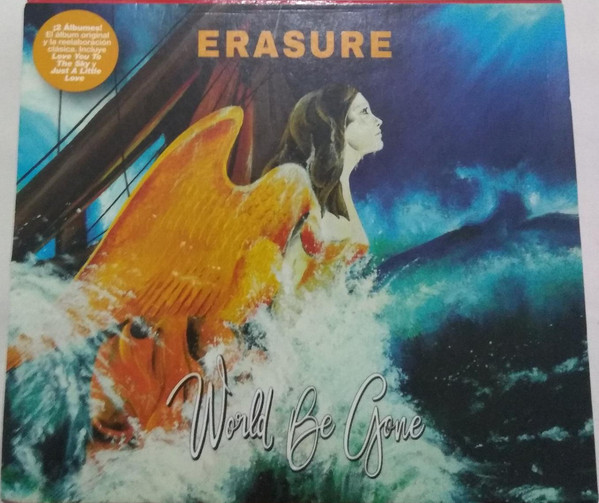 ¡2 Álbumes!
El álbum original
y la reelaboración
clásica. Incluye
Love You To
The Sky y
Just A Little
Love
ERASURE
World Be Gone